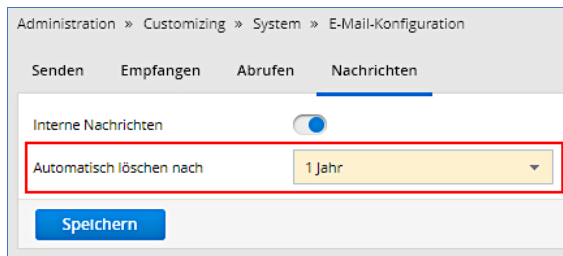 Administration » Customizing » System » E-Mail-Konfiguration
Senden Empfangen Abrufen Nachrichten
Interne Nachrichten
Automatisch löschen nach 1 Jahr
Speichern